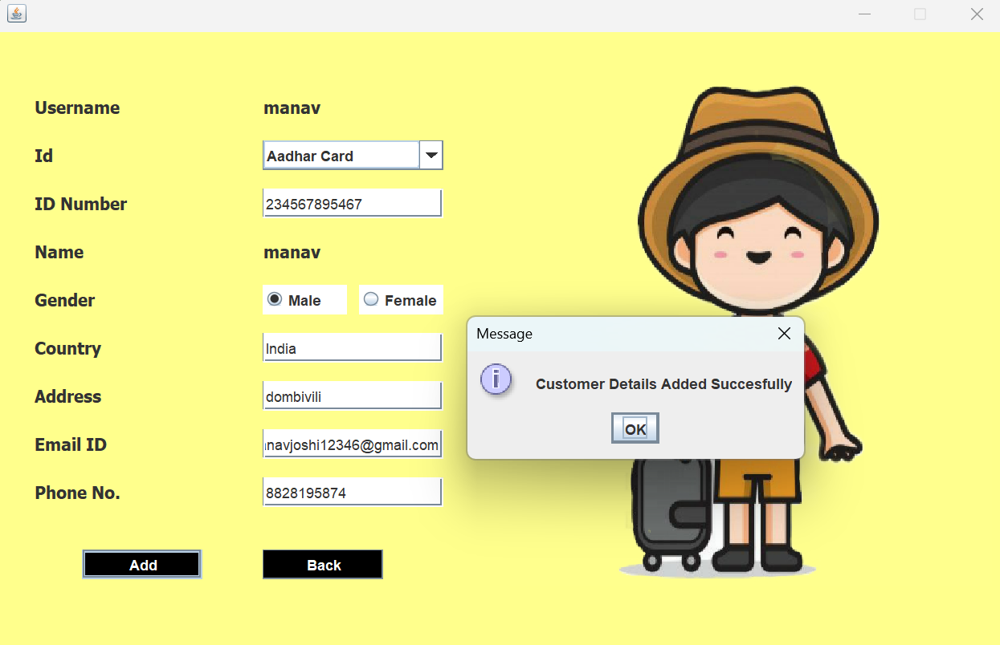 Username manav
Id Aadhar Card
ID Number 234567895467
Name manav
Gender Male Female
Country India
Address dombivili
Email ID navjoshi12346@gmail.com
Phone No. 8828195874
Add Back
Message
Customer Details Added Succesfully
OK